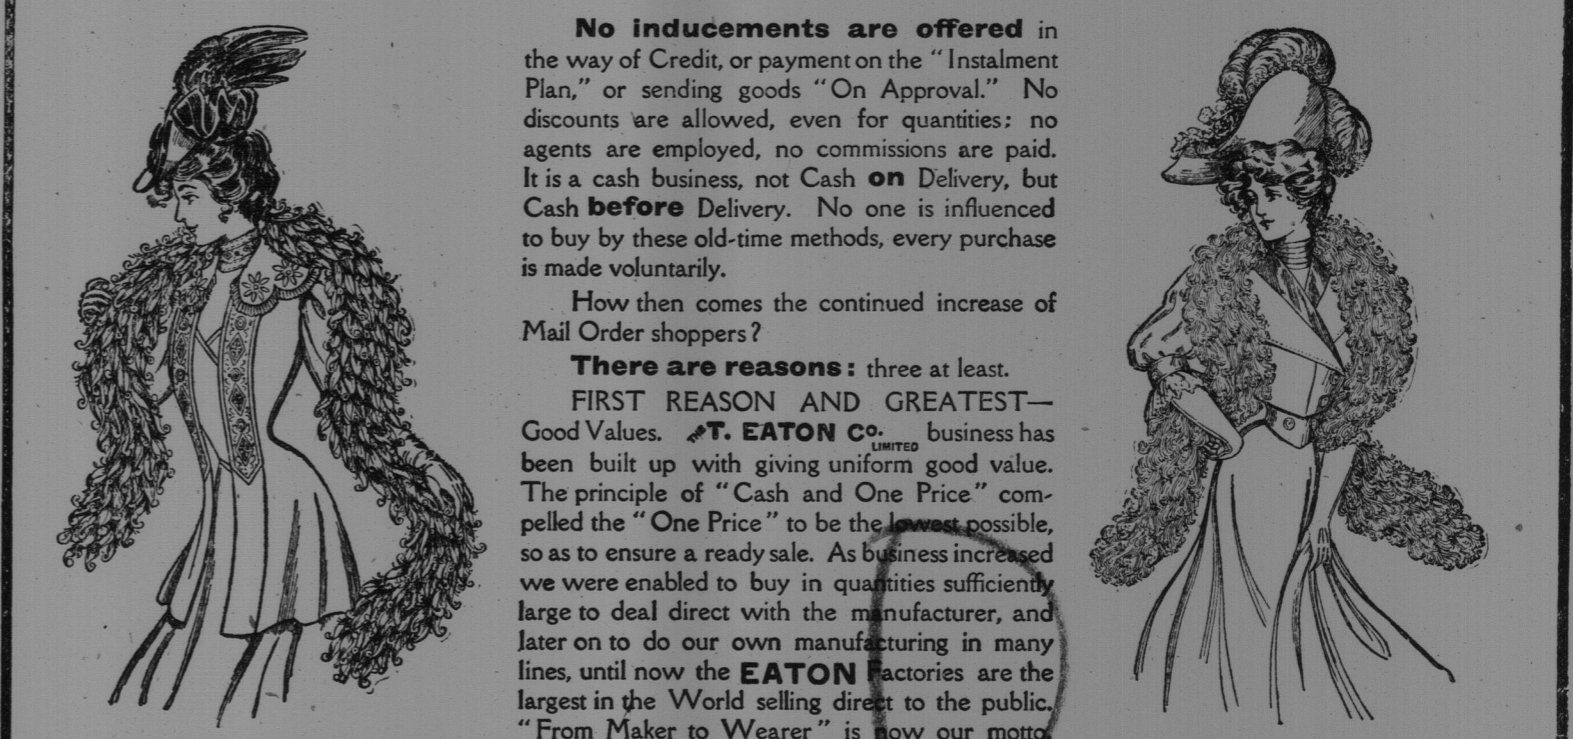 No inducements are offered in
the way of Credit, or payment on the "Instalment
Plan," or sending goods "On Approval." No
discounts are allowed, even for quantities: no
agents are employed, no commissions are paid.
It is a cash business, not Cash on Delivery, but
Cash before Delivery. No one is influenced
to buy by these old-time methods, every purchase
is made voluntarily.
How then comes the continued increase of
Mail Order shoppers?
There are reasons: three at least.
FIRST REASON AND GREATEST—
Good Values. THE T. EATON CO. LIMITED business has
been built up with giving uniform good value.
The principle of "Cash and One Price" com-
pelled the "One Price" to be the lowest possible,
so as to ensure a ready sale. As business increased
we were enabled to buy in quantities sufficiently
large to deal direct with the manufacturer, and
later on to do our own manufacturing in many
lines, until now the EATON Factories are the
largest in the World selling direct to the public.
"From Maker to Wearer" is now our motto.